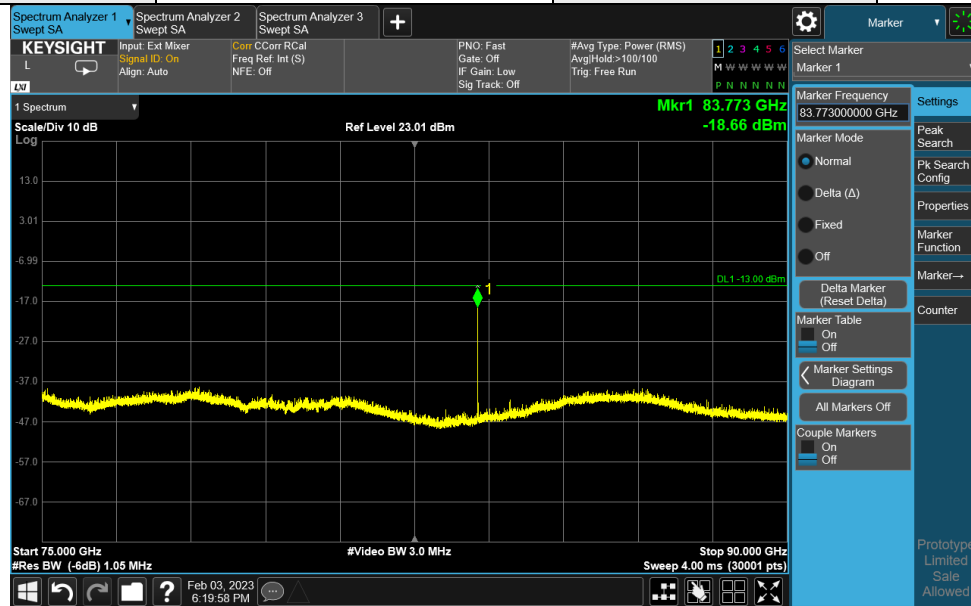 Spectrum Analyzer 1
Swept SA
Spectrum Analyzer 2
Swept SA
Spectrum Analyzer 3
Swept SA
Marker
KEYSIGHT
L
LXI
Input: Ext Mixer
Signal ID: On
Align: Auto
Corr CCorr RCal
Freq Ref: Int (S)
NFE: Off
PNO: Fast
Gate: Off
IF Gain: Low
Sig Track: Off
#Avg Type: Power (RMS)
Avg|Hold:>100/100
Trig: Free Run
1 2 3 4 5 6
M W W W W W
P N N N N N
Select Marker
Marker 1
1 Spectrum
Scale/Div 10 dB
Log
Ref Level 23.01 dBm
Mkr1 83.773 GHz
-18.66 dBm
13.0
3.01
-6.99
-17.0
-27.0
-37.0
-47.0
-57.0
-67.0
DL1 -13.00 dBm
1
Start 75.000 GHz
#Res BW (-6dB) 1.05 MHz
#Video BW 3.0 MHz
Stop 90.000 GHz
Sweep 4.00 ms (30001 pts)
Marker Frequency
83.773000000 GHz
Marker Mode
Normal
Delta (Δ)
Fixed
Off
Delta Marker
(Reset Delta)
Marker Table
On
Off
Marker Settings
Diagram
All Markers Off
Couple Markers
On
Off
Settings
Peak
Search
Pk Search
Config
Properties
Marker
Function
Marker→
Counter
Prototype
Limited
Sale
Allowed
?
Feb 03, 2023
6:19:58 PM